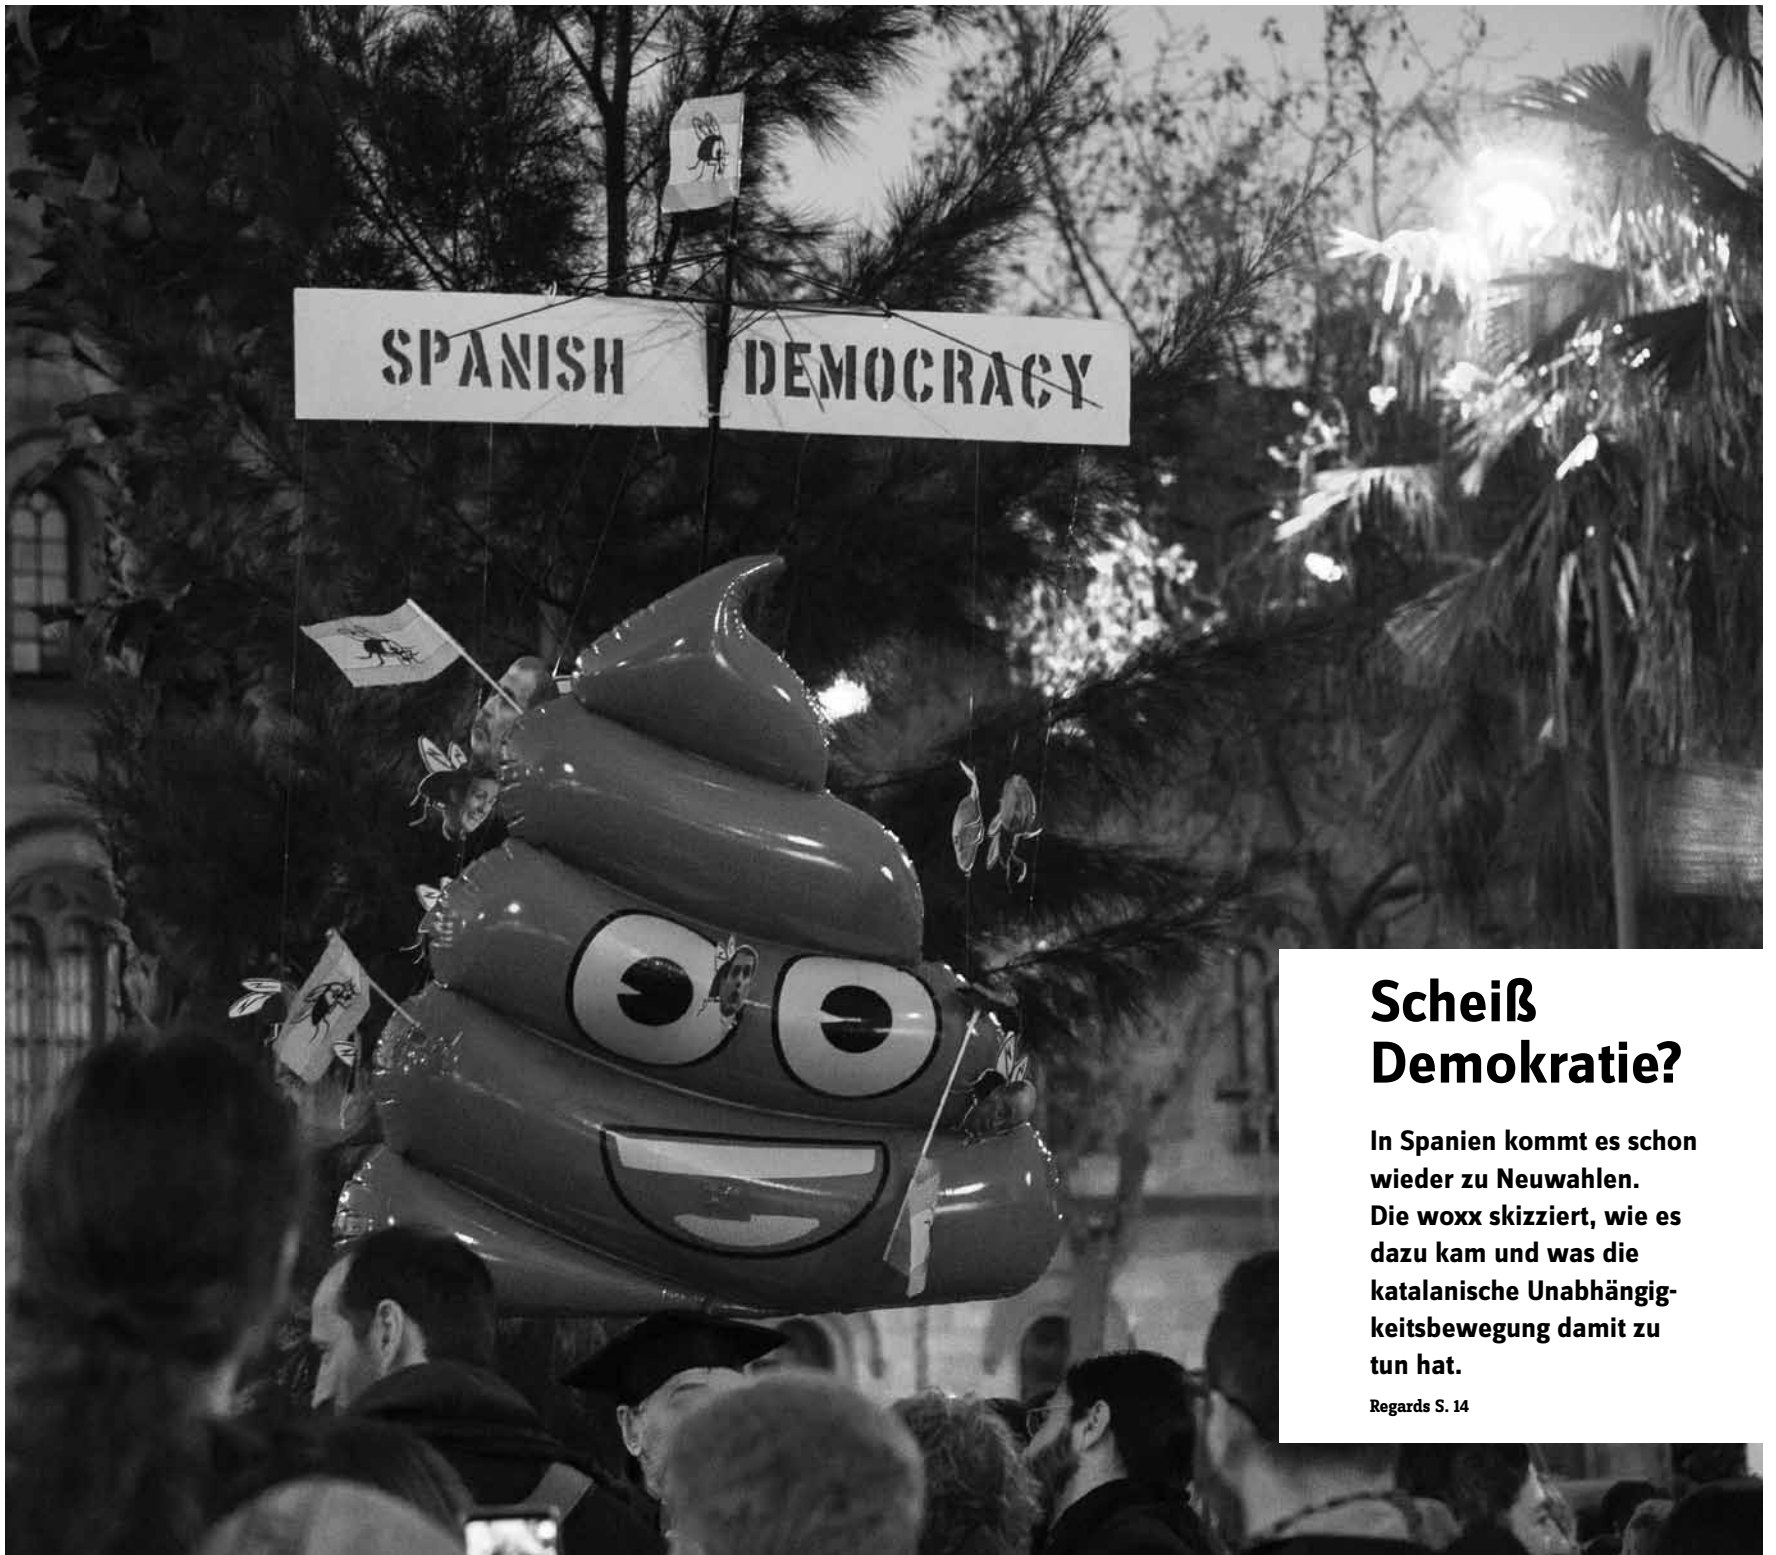 SPANISH DEMOCRACY
Scheiß
Demokratie?
In Spanien kommt es schon
wieder zu Neuwahlen.
Die woxx skizziert, wie es
dazu kam und was die
katalanische Unabhängig-
keitsbewegung damit zu
tun hat.
Regards S. 14